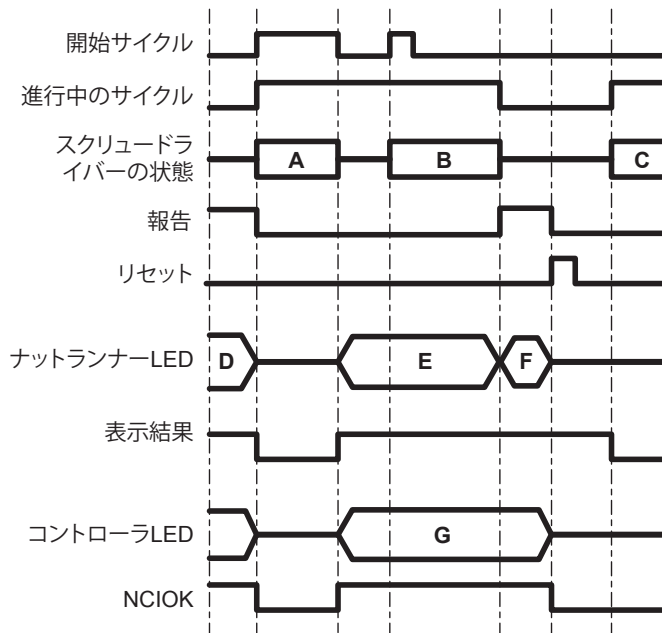 開始サイクル
進行中のサイクル
スクリュードラ
イバーの状態
A
B
C
報告
リセット
ナットランナーLED
D
E
F
表示結果
コントローラLED
G
NCIOK